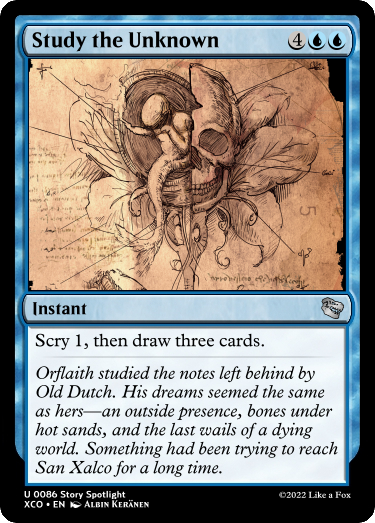 Study the Unknown 4
Instant
Scry 1, then draw three cards.
Orflaith studied the notes left behind by
Old Dutch. His dreams seemed the same
as hers—an outside presence, bones under
hot sands, and the last wails of a dying
world. Something had been trying to reach
San Xalco for a long time.
U 0086 Story Spotlight
XCO • EN Albin Keränen ©2022 Like a Fox